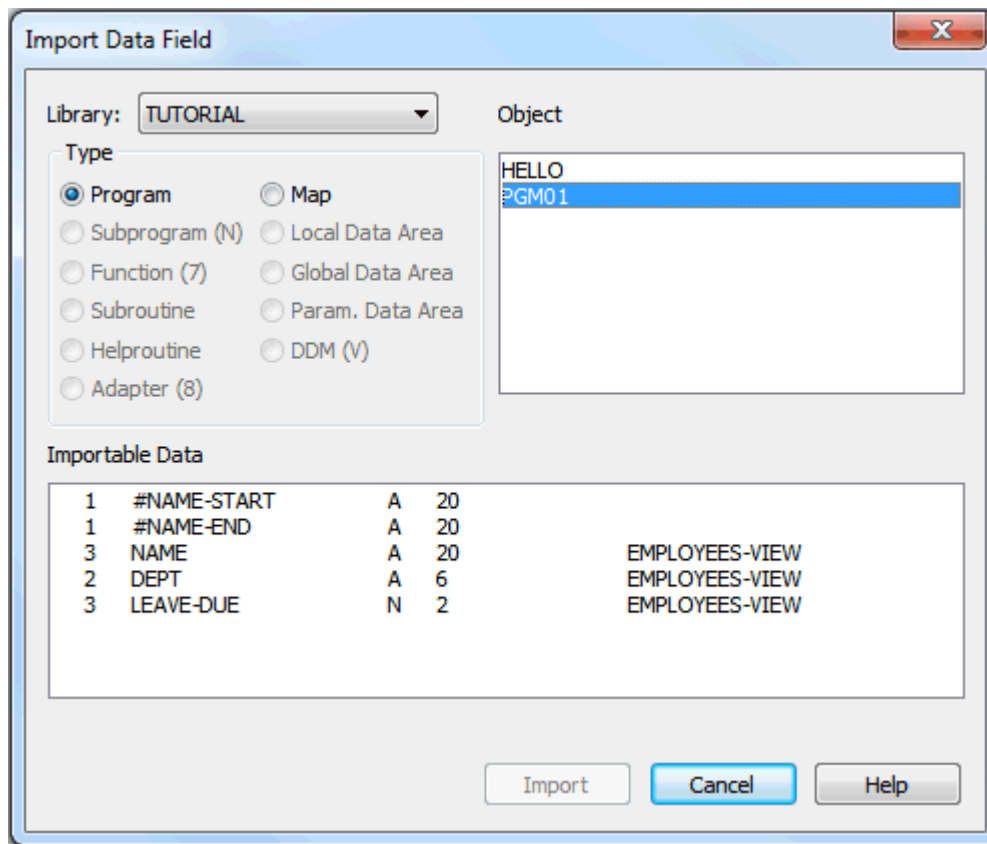 Import Data Field
Library: TUTORIAL
Object
Type
Program Map
Subprogram (N) Local Data Area
Function (7) Global Data Area
Subroutine Param. Data Area
Helproutine DDM (V)
Adapter (8)
HELLO
PGM01
Importable Data
1 #NAME-START A 20
1 #NAME-END A 20
3 NAME A 20 EMPLOYEES-VIEW
2 DEPT A 6 EMPLOYEES-VIEW
3 LEAVE-DUE N 2 EMPLOYEES-VIEW
Import Cancel Help